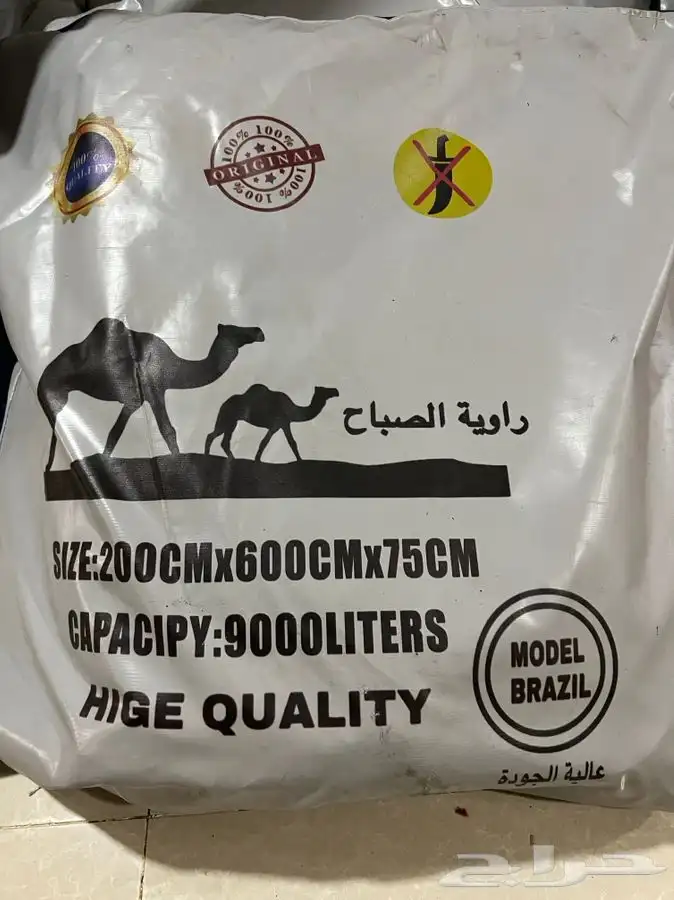 100%
QUALITY
100% 100%
ORIGINAL
100% 100%
راوية الصباح
SIZE:200CMx600CMx75CM
CAPACIPY:9000LITERS
HIGE QUALITY
MODEL
BRAZIL
عالية الجودة
حراج